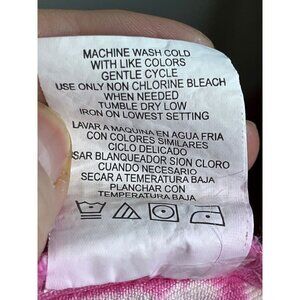 MACHINE WASH COLD
WITH LIKE COLORS
GENTLE CYCLE
USE ONLY NON CHLORINE BLEACH
WHEN NEEDED
TUMBLE DRY LOW
IRON ON LOWEST SETTING
LAVAR A MAQUINA EN AGUA FRIA
CON COLORES SIMILARES
CICLO DELICADO
SAR BLANQUEADOR SION CLORO
CUANDO NECESARIO
SECAR A TEMERATURA BAJA
PLANCHAR CON
TEMPERATURA BAJA